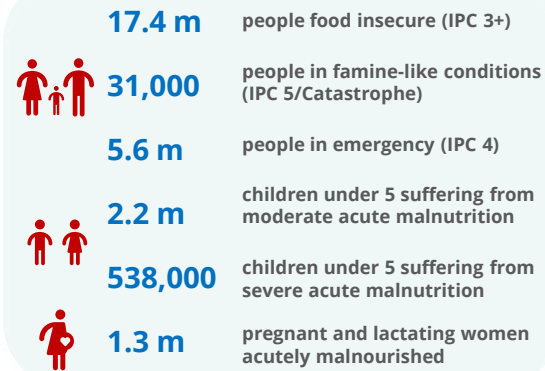 17.4 m people food insecure (IPC 3+)
31,000 people in famine-like conditions
(IPC 5/Catastrophe)
5.6 m people in emergency (IPC 4)
2.2 m children under 5 suffering from
moderate acute malnutrition
538,000 children under 5 suffering from
severe acute malnutrition
1.3 m pregnant and lactating women
acutely malnourished